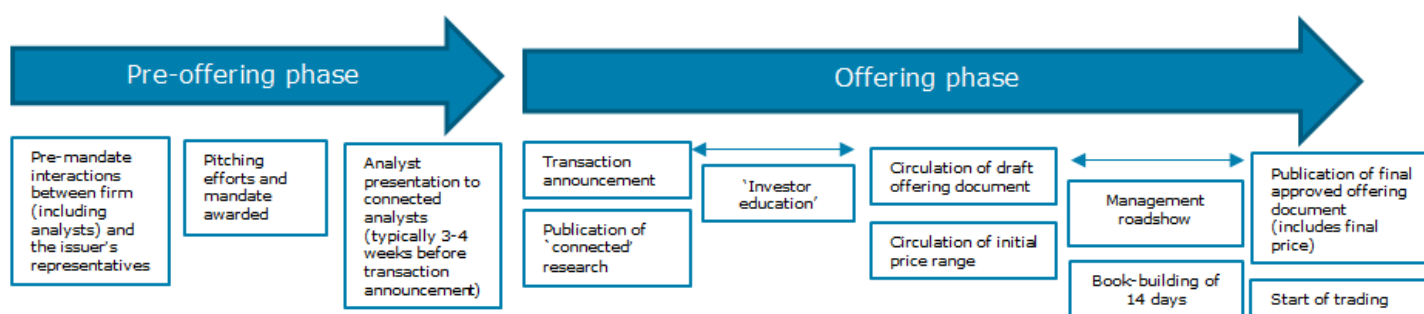 Pre-offering phase
Offering phase
Pre-mandate
interactions
between firm
(including
analysts) and
the issuer's
representatives
Pitching
efforts and
mandate
awarded
Analyst
presentation to
connected
analysts
(typically 3-4
weeks before
transaction
announcement)
Transaction
announcement
Publication of
`connected'
research
`Investor
education'
Circulation of draft
offering document
Circulation of initial
price range
Management
roadshow
Book-building of
14 days
Publication of final
approved offering
document
(includes final
price)
Start of trading